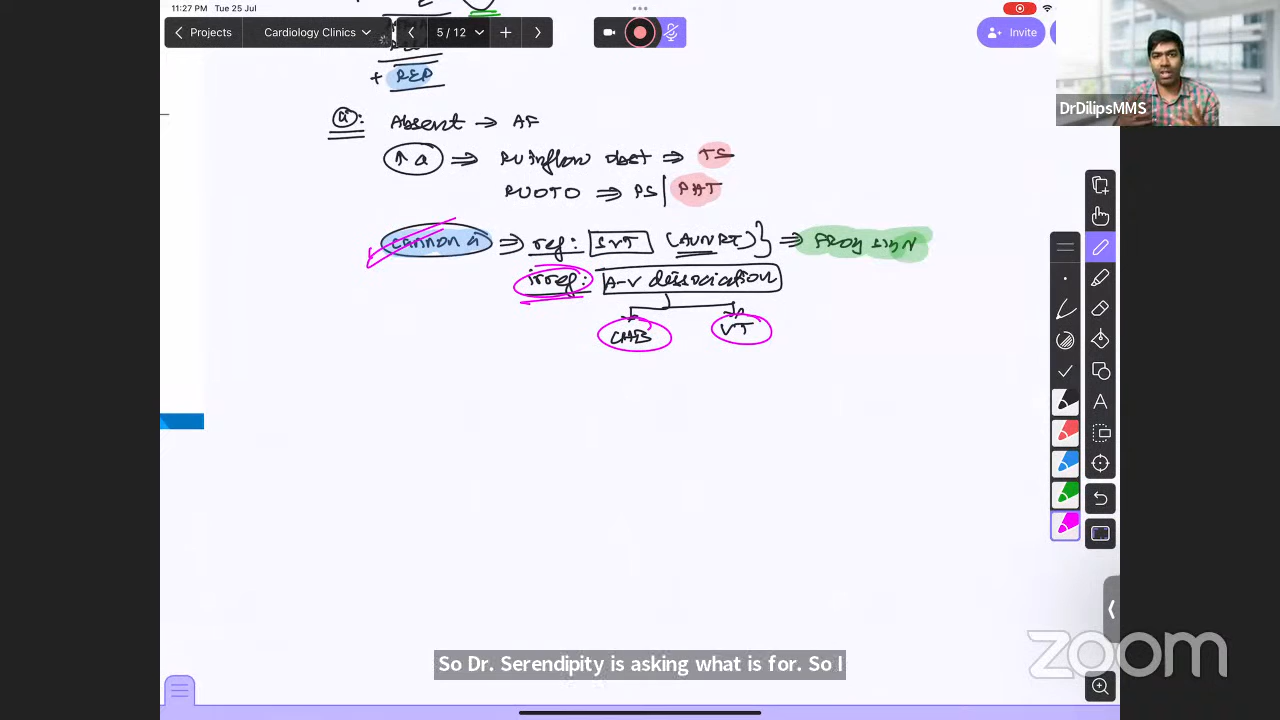 11:27 PM Tue 25 Jul
Projects
Cardiology Clinics
5 / 12
Invite
DrDilipsMMS
+ REP
a: Absent → AF
↑ a ⇒ RV inflow obst ⇒ TS
RVOTO ⇒ PS | PHT
cannon a ⇒ reg: SVT (AVNRT)} ⇒ FROG SIGN
irreg: A-V dissociation
CHB VT
So Dr. Serendipity is asking what is for. So I
zoom